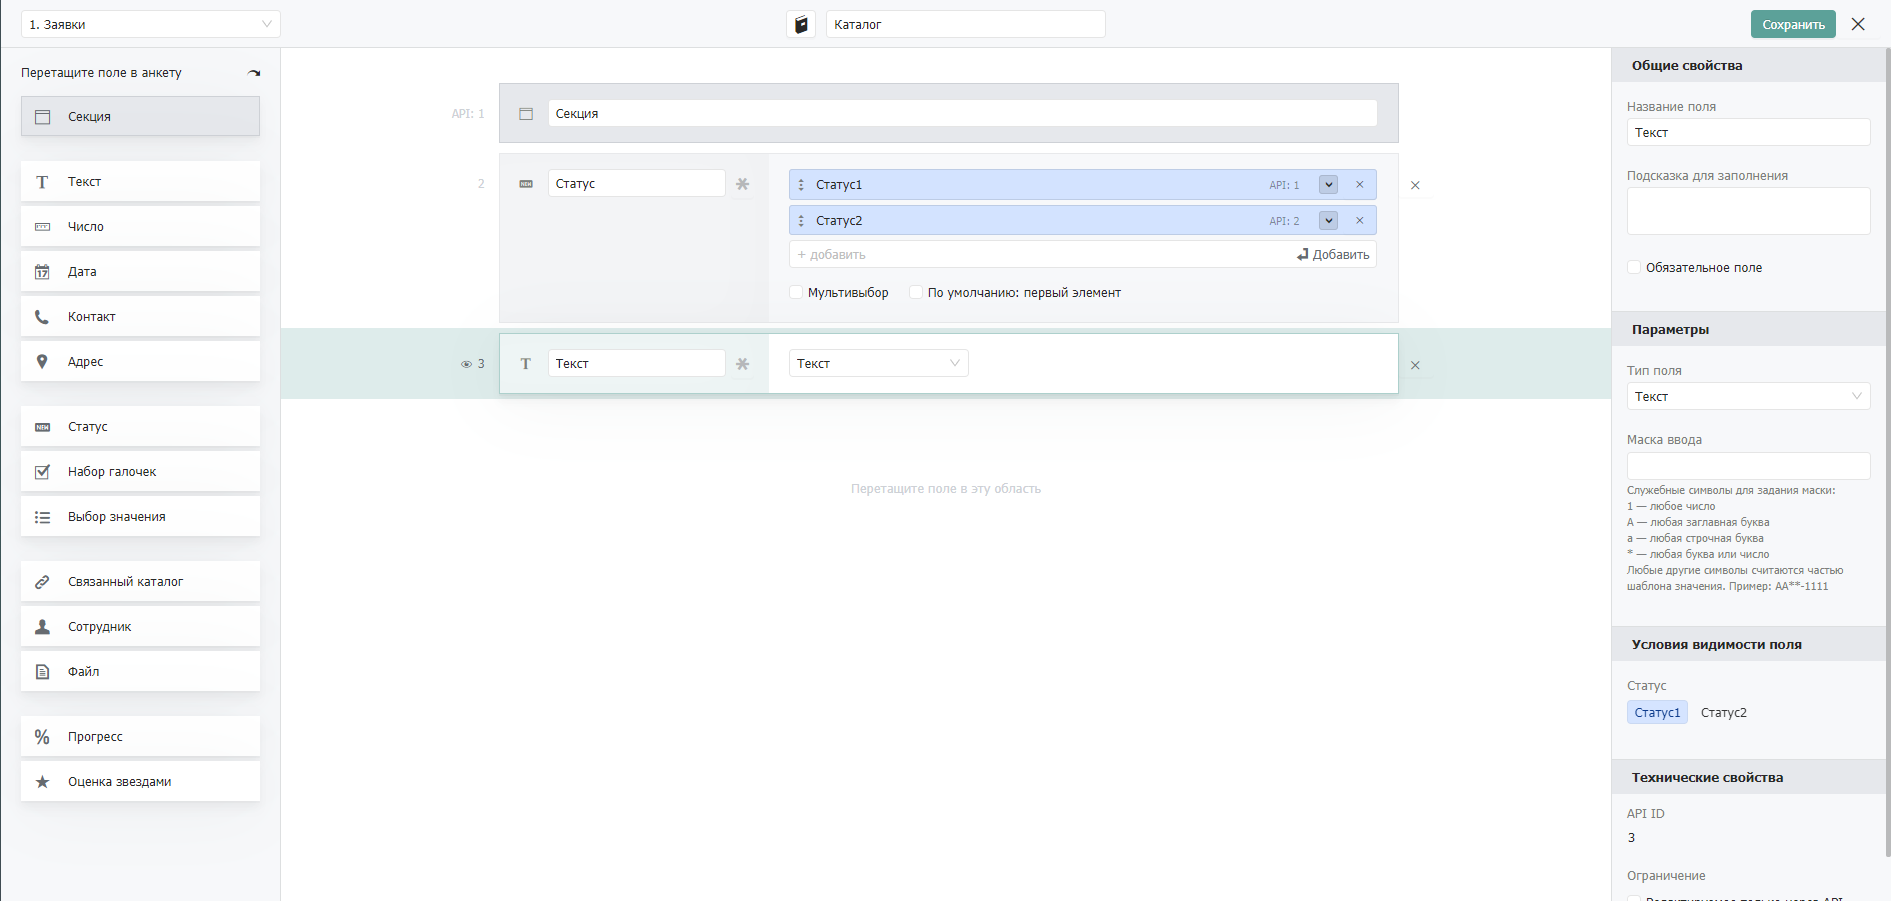 1. Заявки
Каталог
Сохранить
Перетащите поле в анкету
Секция
Текст
Число
17
Дата
Контакт
Адрес
NEW
Статус
Набор галочек
Выбор значения
Связанный каталог
Сотрудник
Файл
Прогресс
Оценка звездами
API: 1
Секция
2
NEW
Статус
Статус1
API: 1
Статус2
API: 2
+ добавить
Добавить
Мультивыбор
По умолчанию: первый элемент
3
T
Текст
Текст
Перетащите поле в эту область
Общие свойства
Название поля
Текст
Подсказка для заполнения
Обязательное поле
Параметры
Тип поля
Текст
Маска ввода
Служебные символы для задания маски:
1 — любое число
A — любая заглавная буква
a — любая строчная буква
* — любая буква или число
Любые другие символы считаются частью
шаблона значения. Пример: AA**-1111
Условия видимости поля
Статус
Статус1 Статус2
Технические свойства
API ID
3
Ограничение